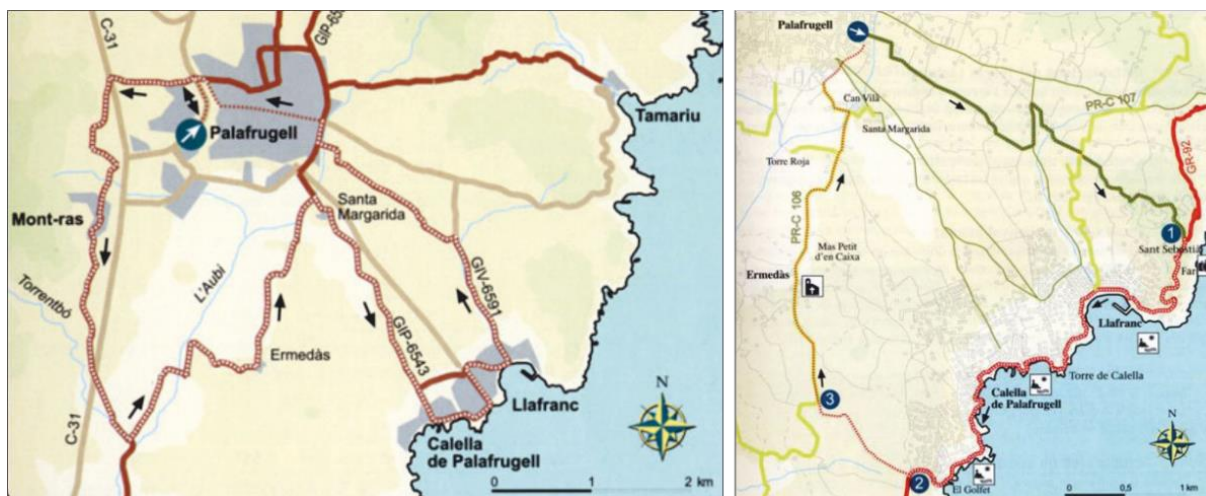 C-31
GIP-65
Palafrugell
Tamariu
Mont-ras
Santa
Margarida
Torrentbó
L'Aubi
GIV-6591
Ermedàs
GIP-6543
C-31
Llafranc
Calella
de Palafrugell
N
0
1
2 km
Palafrugell
Can Vilà
PR-C 107
Santa Margarida
GR-92
Torre Roja
PR-C 106
1
Sant Sebastià
Far
Mas Petit
d'en Caixa
Ermedàs
Llafranc
3
Torre de Calella
Calella
de Palafrugell
N
2
El Golfet
0
0,5
1 km